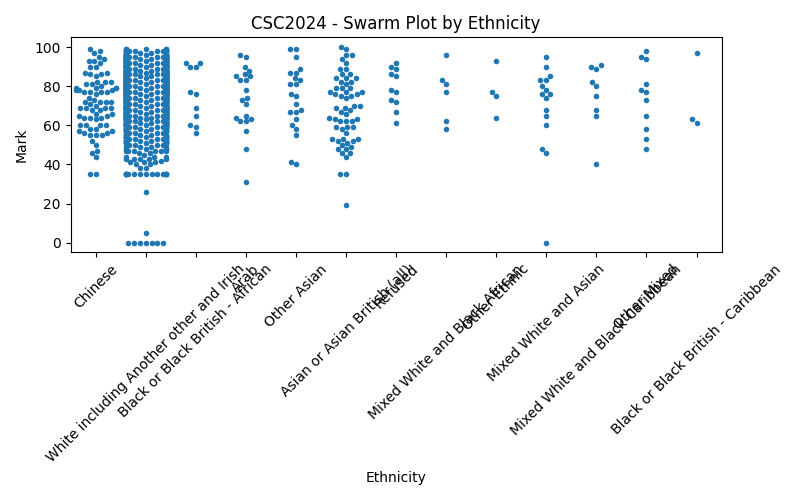 CSC2024 - Swarm Plot by Ethnicity
Mark
100
80
60
40
20
0
Chinese
White including Another other and Irish
Black or Black British - African
Arab
Other Asian
Asian or Asian British (all)
Refused
Mixed White and Black African
Other Ethnic
Mixed White and Asian
Mixed White and Black Caribbean
Other Mixed
Black or Black British - Caribbean
Ethnicity